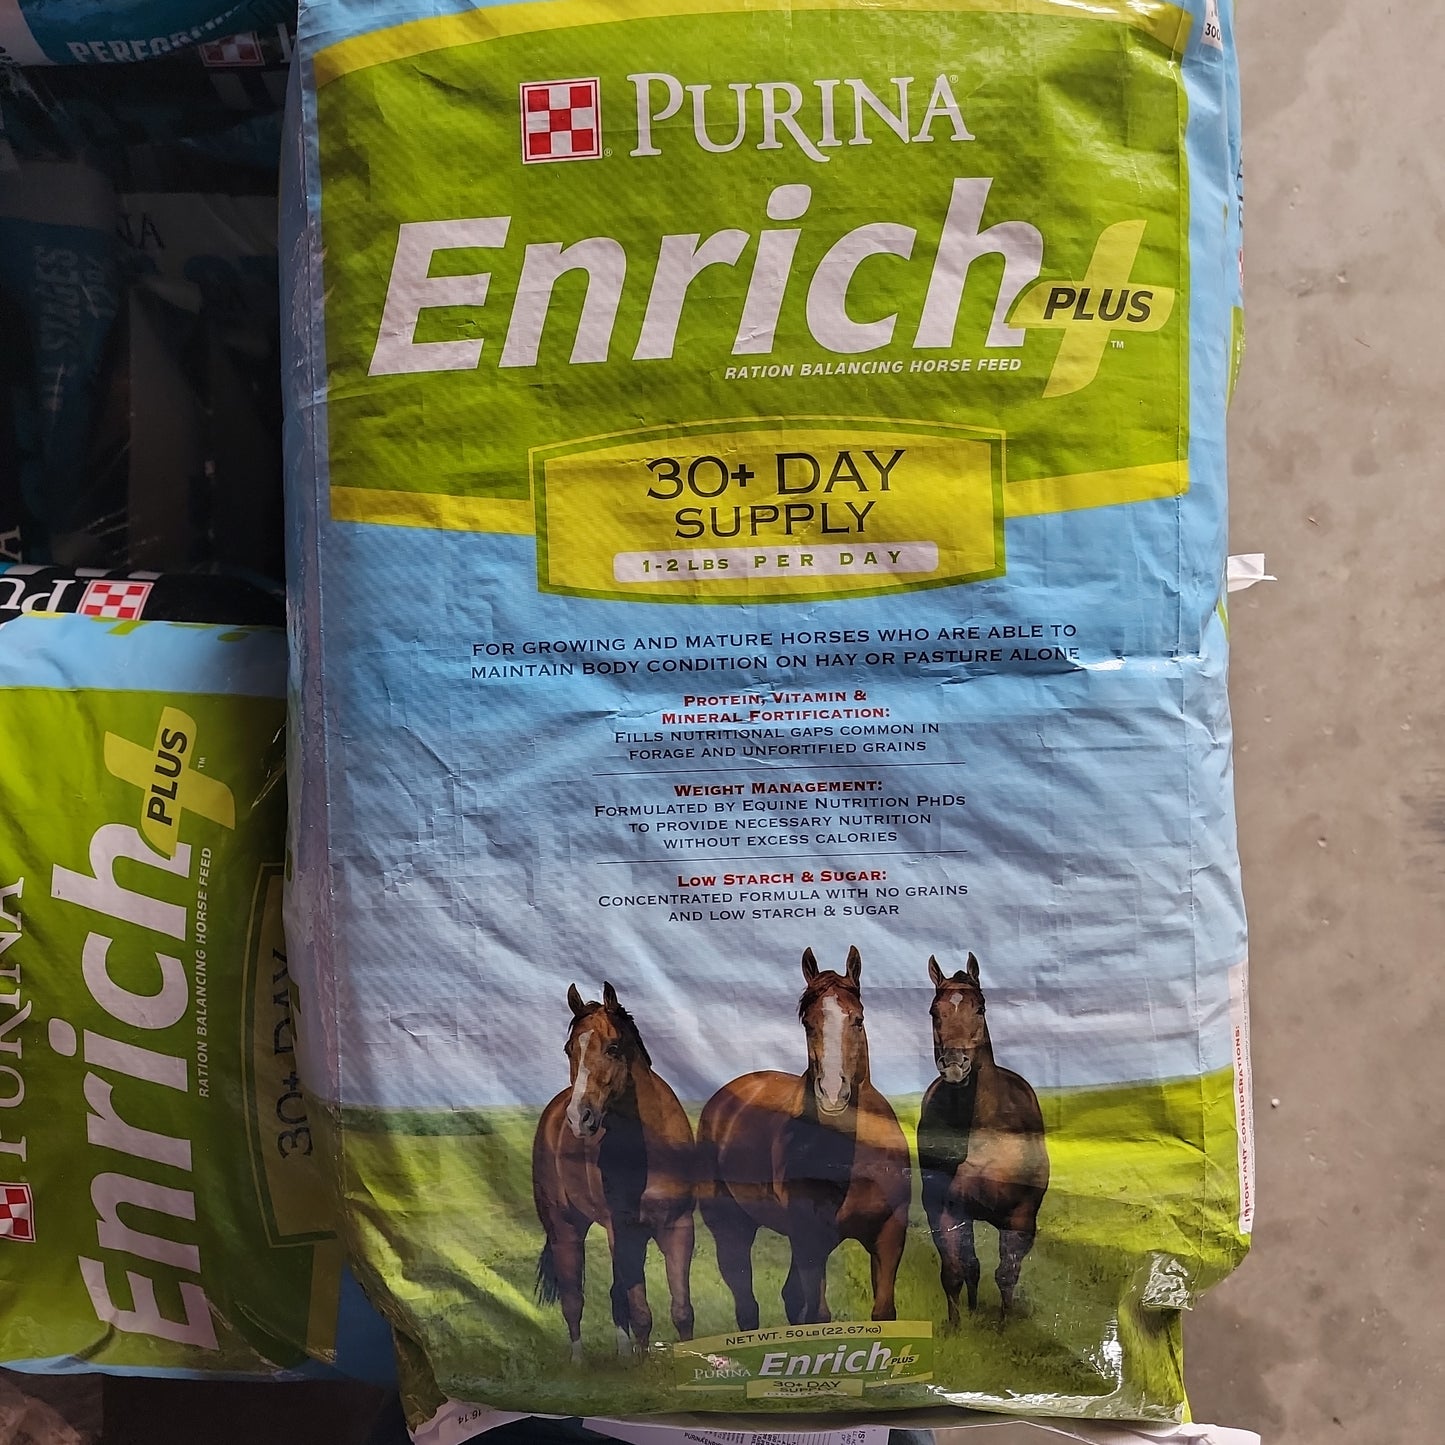 PURINA
Enrich PLUS
RATION BALANCING HORSE FEED
30+ DAY
SUPPLY
1-2 LBS PER DAY
FOR GROWING AND MATURE HORSES WHO ARE ABLE TO
MAINTAIN BODY CONDITION ON HAY OR PASTURE ALONE
PROTEIN, VITAMIN &
MINERAL FORTIFICATION:
FILLS NUTRITIONAL GAPS COMMON IN
FORAGE AND UNFORTIFIED GRAINS
WEIGHT MANAGEMENT:
FORMULATED BY EQUINE NUTRITION PHDS
TO PROVIDE NECESSARY NUTRITION
WITHOUT EXCESS CALORIES
LOW STARCH & SUGAR:
CONCENTRATED FORMULA WITH NO GRAINS
AND LOW STARCH & SUGAR
NET WT. 50 LB (22.67 KG)
PURINA Enrich PLUS
30+ DAY
SUPPLY
IMPORTANT CONSIDERATIONS:
PURINA
Enrich PLUS
RATION BALANCING HORSE FEED
30+ DAY